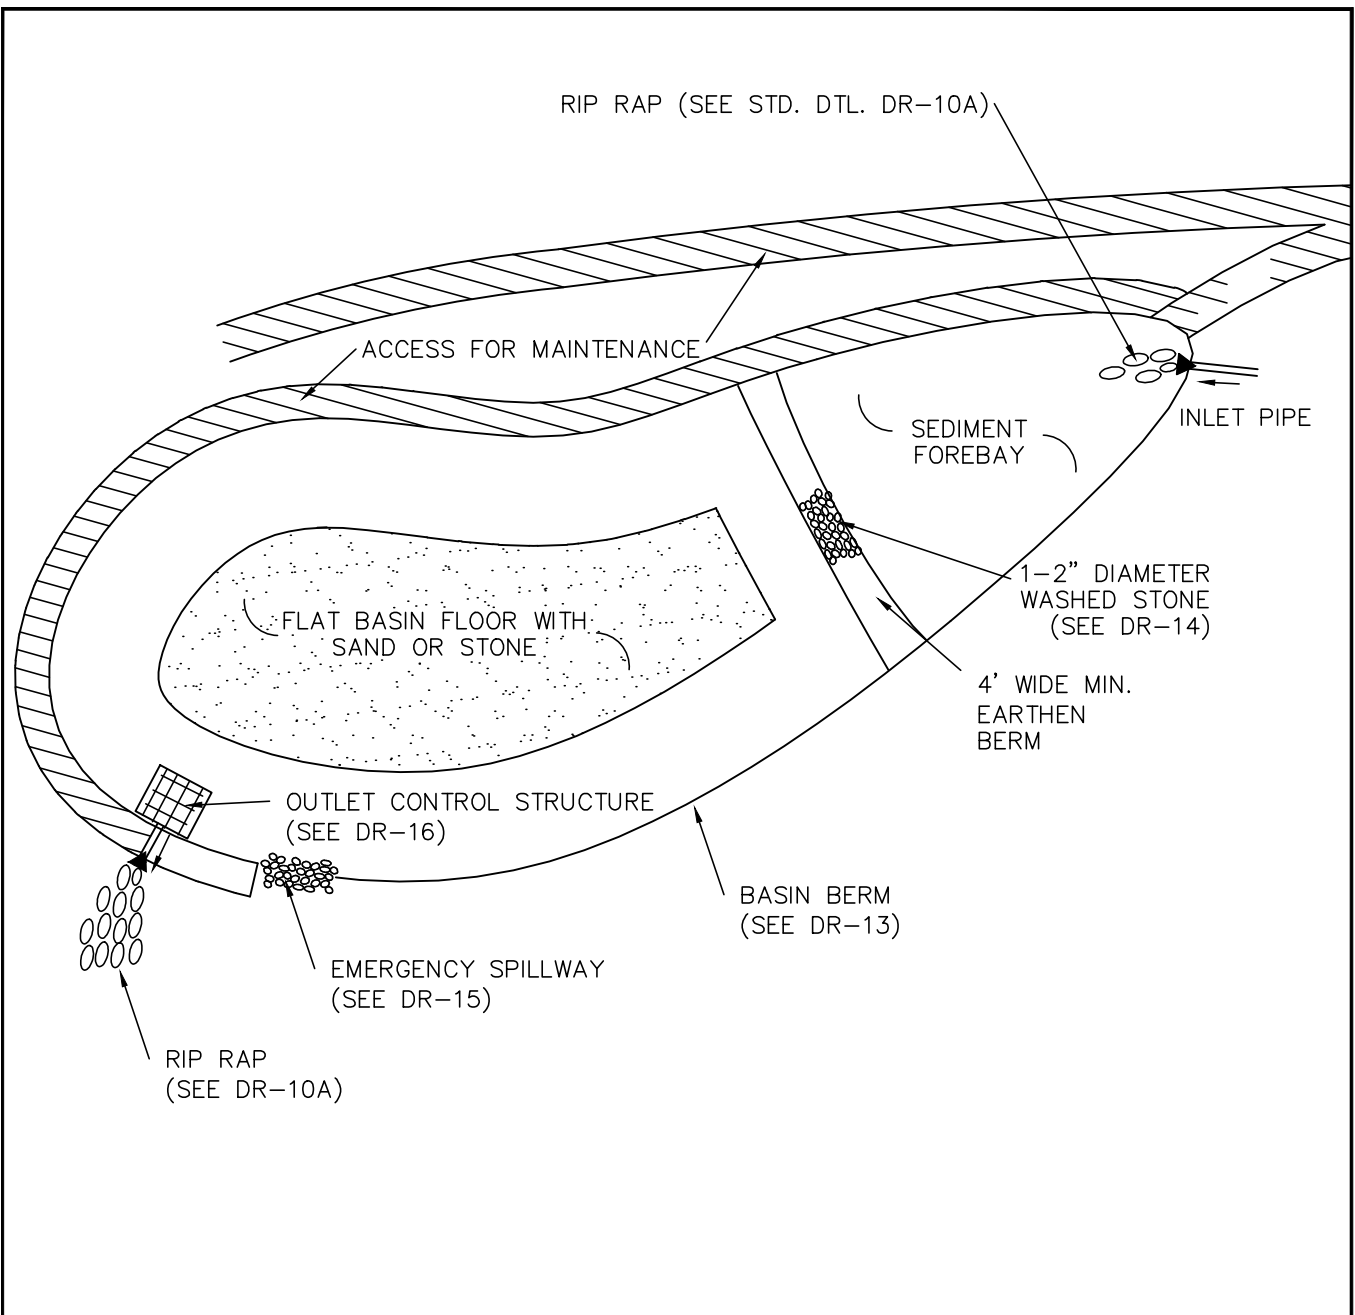 RIP RAP (SEE STD. DTL. DR-10A)
ACCESS FOR MAINTENANCE
INLET PIPE
SEDIMENT
FOREBAY
1-2" DIAMETER
WASHED STONE
(SEE DR-14)
FLAT BASIN FLOOR WITH
SAND OR STONE
4' WIDE MIN.
EARTHEN
BERM
OUTLET CONTROL STRUCTURE
(SEE DR-16)
BASIN BERM
(SEE DR-13)
EMERGENCY SPILLWAY
(SEE DR-15)
RIP RAP
(SEE DR-10A)